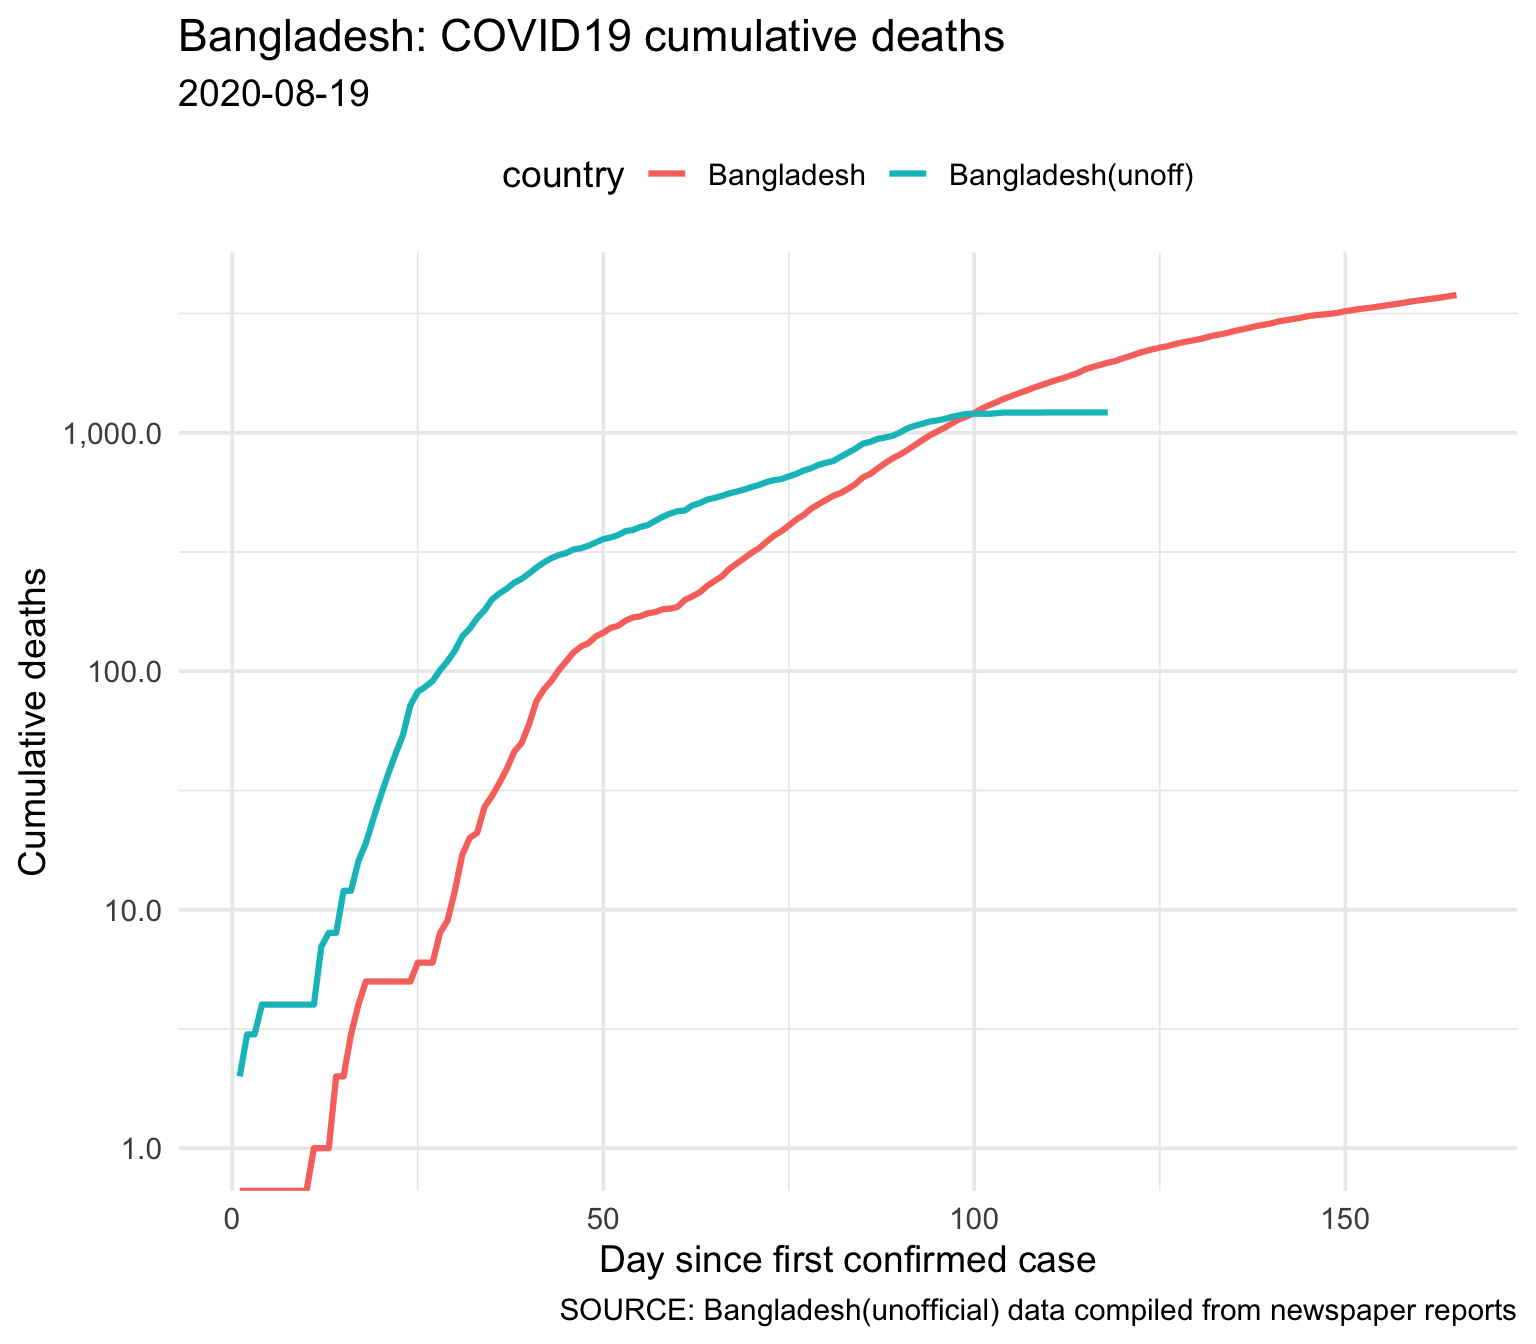 Bangladesh: COVID19 cumulative deaths
2020-08-19
country Bangladesh Bangladesh(unoff)
Cumulative deaths
1,000.0
100.0
10.0
1.0
0 50 100 150
Day since first confirmed case
SOURCE: Bangladesh(unofficial) data compiled from newspaper reports